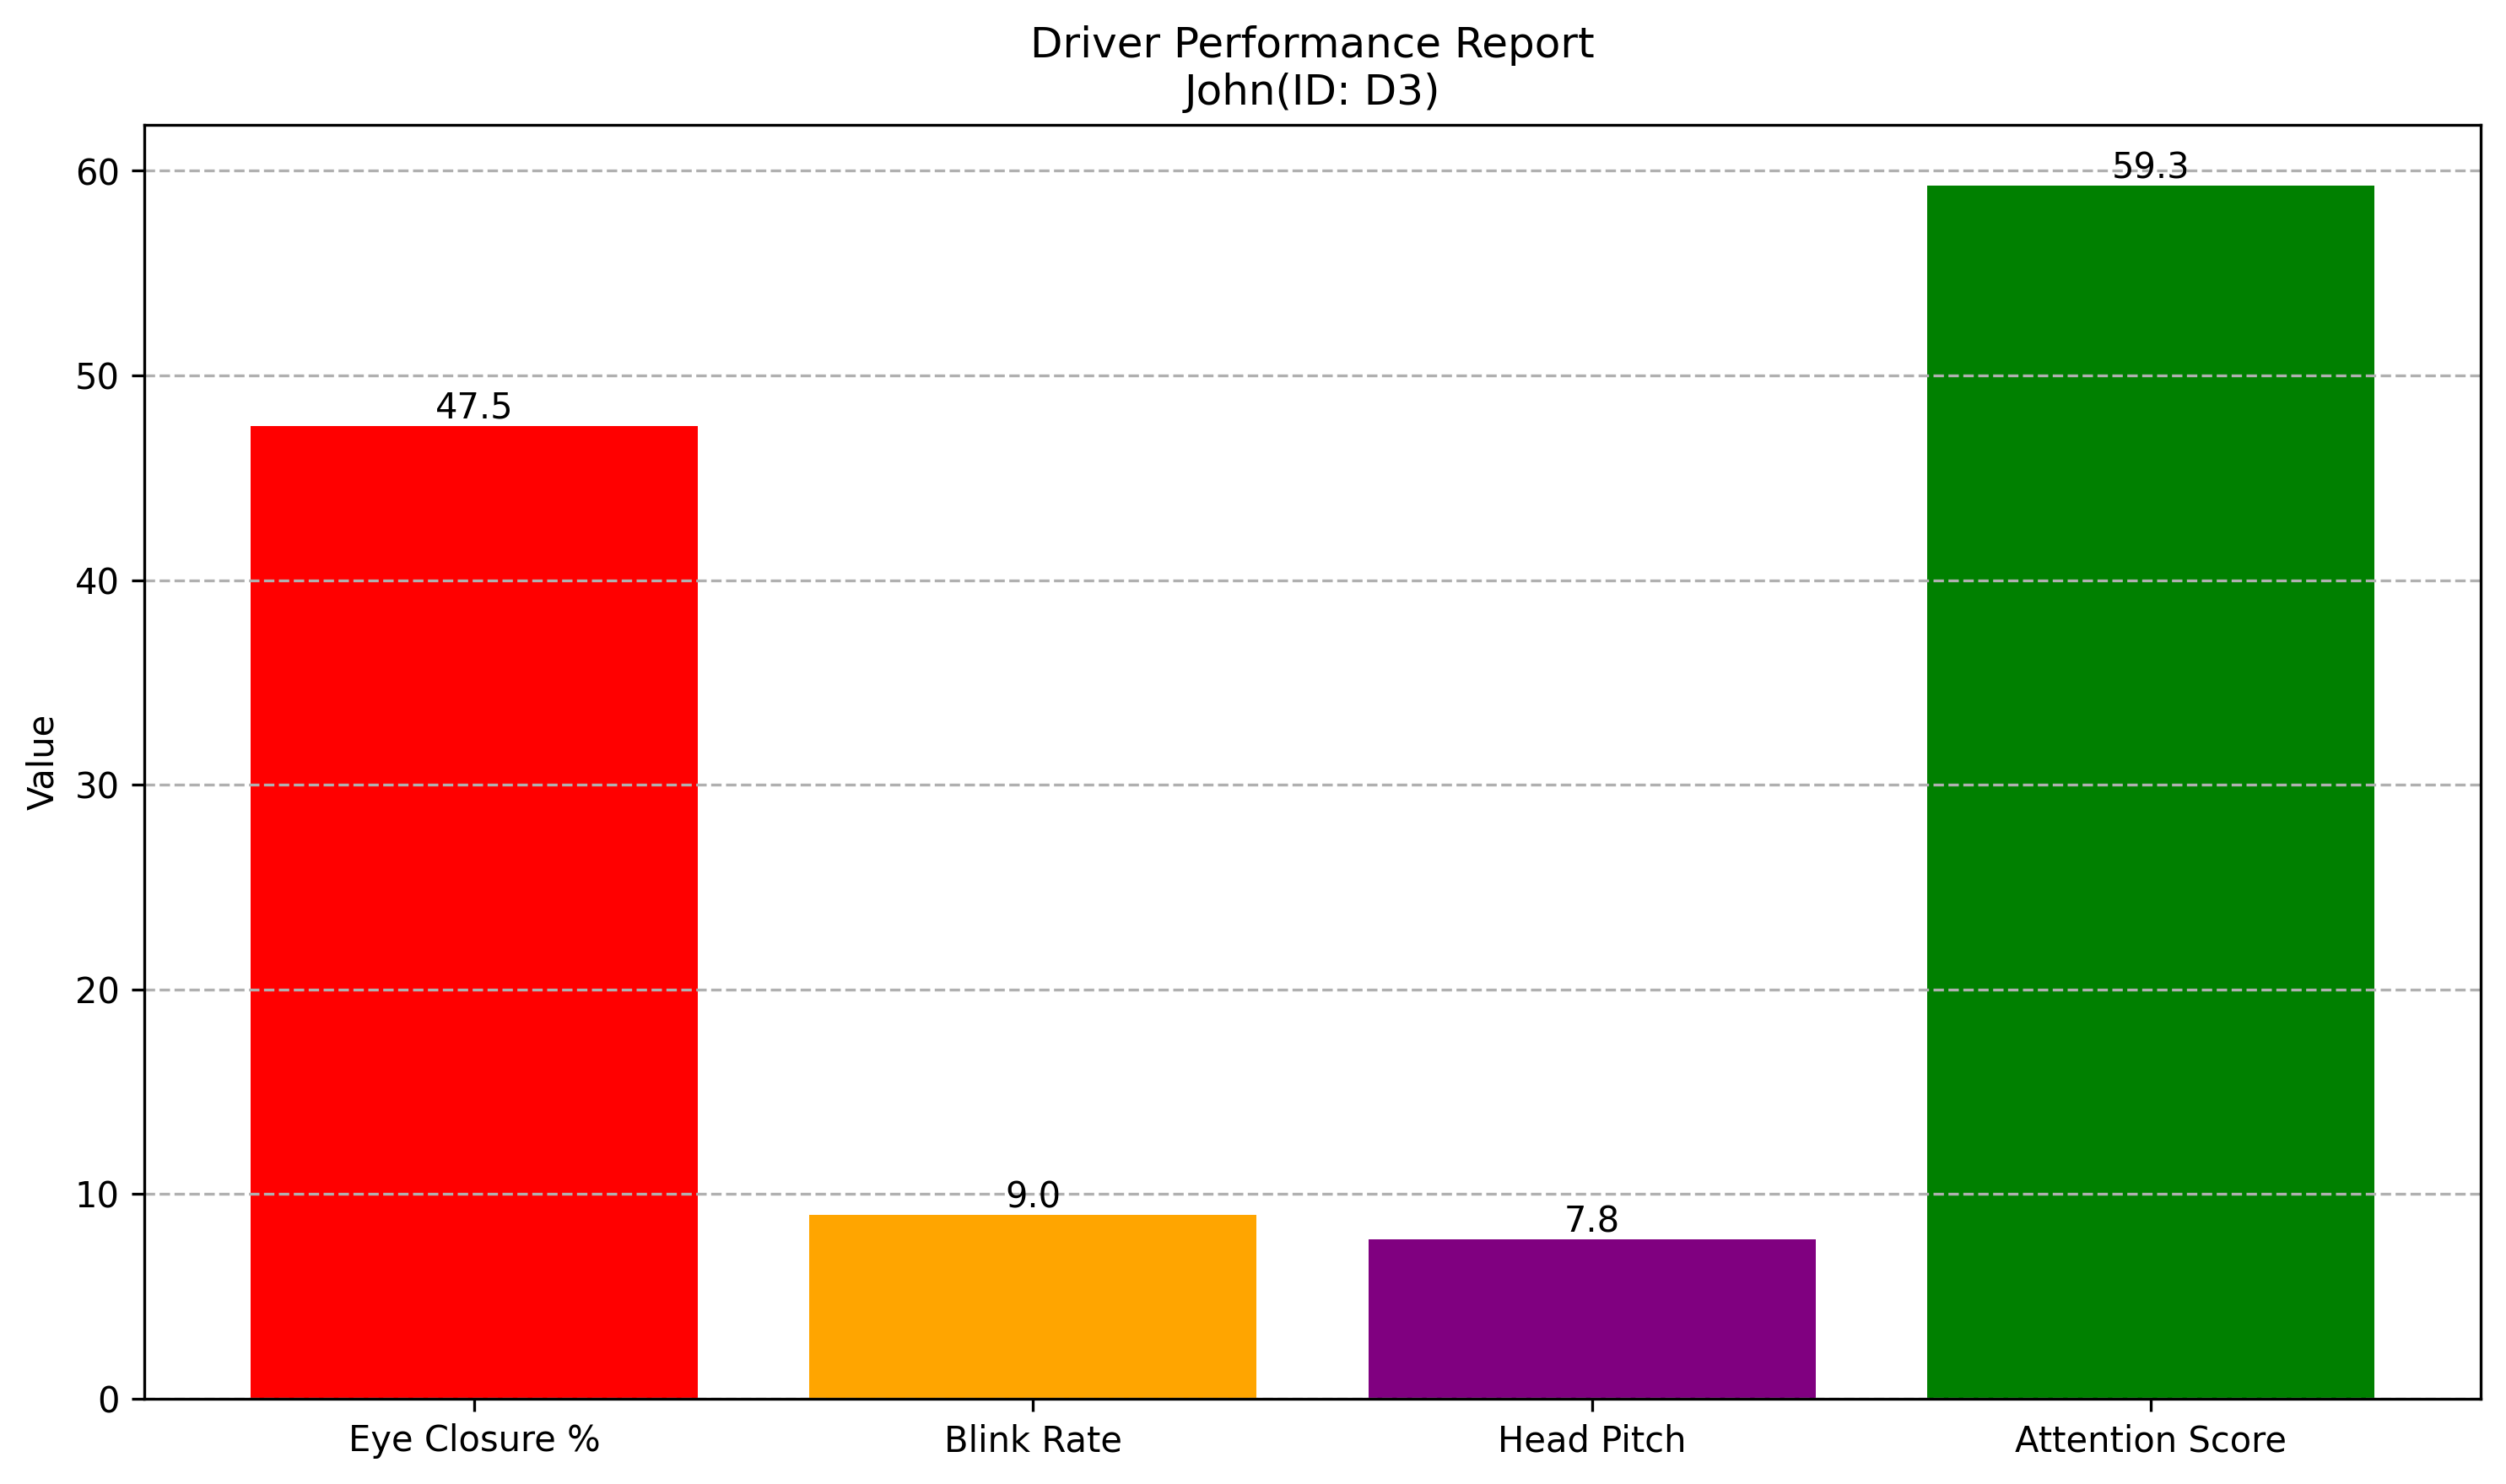 Driver Performance Report
John(ID: D3)
60
50
40
30
20
10
0
Value
47.5
9.0
7.8
59.3
Eye Closure %
Blink Rate
Head Pitch
Attention Score